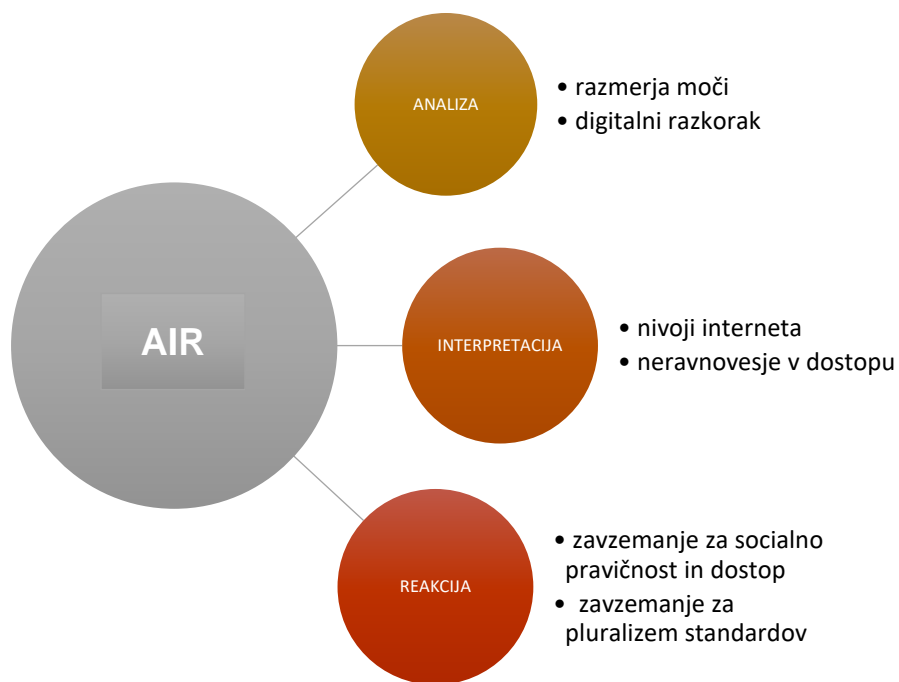 ANALIZA
• razmerja moči
• digitalni razkorak
AIR
INTERPRETACIJA
• nivoji interneta
• neravnovesje v dostopu
REAKCIJA
• zavzemanje za socialno
pravičnost in dostop
• zavzemanje za
pluralizem standardov